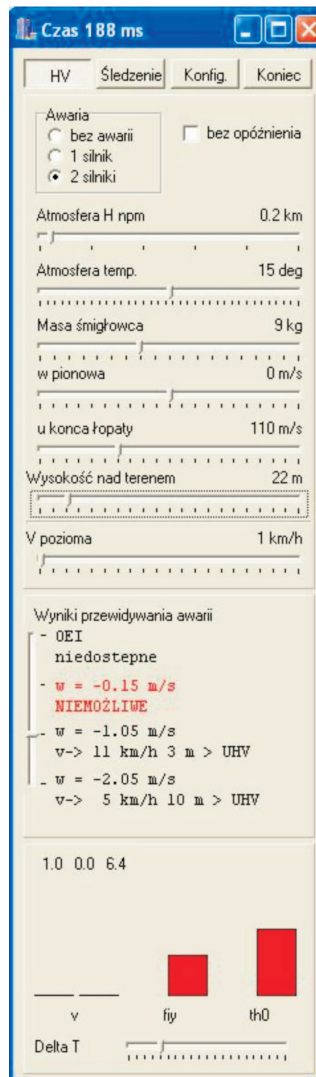 Czas 188 ms
HV Śledzenie Konfig. Koniec
Awaria
bez awarii
1 silnik
2 silniki
bez opóźnienia
Atmosfera H npm 0.2 km
Atmosfera temp. 15 deg
Masa śmigłowca 9 kg
w pionowa 0 m/s
u konca łopaty 110 m/s
Wysokość nad terenem 22 m
V pozioma 1 km/h
Wyniki przewidywania awarii
- OEI
niedostepne
- w = -0.15 m/s
NIEMOŻLIWE
- w = -1.05 m/s
v-> 11 km/h 3 m > UHV
- w = -2.05 m/s
v-> 5 km/h 10 m > UHV
1.0 0.0 6.4
v fiy th0
Delta T